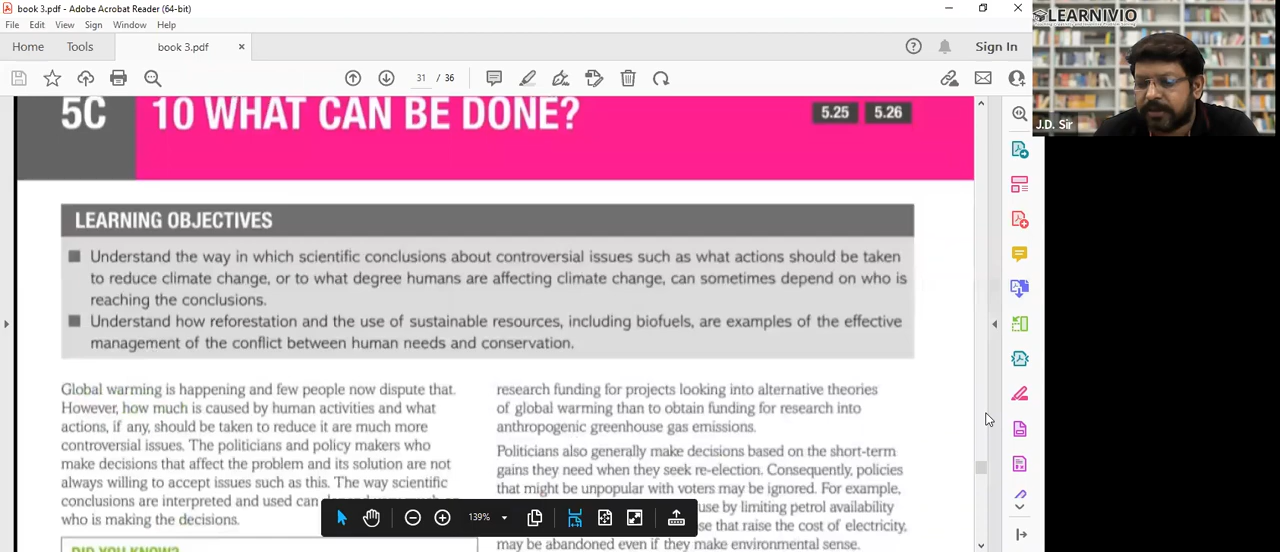 book 3.pdf - Adobe Acrobat Reader (64-bit)
File Edit View Sign Window Help
Home Tools book 3.pdf × Sign In
31 / 36
LEARNIVIO
J.D. Sir
5C 10 WHAT CAN BE DONE? 5.25 5.26
LEARNING OBJECTIVES
■ Understand the way in which scientific conclusions about controversial issues such as what actions should be taken
to reduce climate change, or to what degree humans are affecting climate change, can sometimes depend on who is
reaching the conclusions.
■ Understand how reforestation and the use of sustainable resources, including biofuels, are examples of the effective
management of the conflict between human needs and conservation.
Global warming is happening and few people now dispute that.
However, how much is caused by human activities and what
actions, if any, should be taken to reduce it are much more
controversial issues. The politicians and policy makers who
make decisions that affect the problem and its solution are not
always willing to accept issues such as this. The way scientific
conclusions are interpreted and used can
who is making the decisions.
DID YOU KNOW?
research funding for projects looking into alternative theories
of global warming than to obtain funding for research into
anthropogenic greenhouse gas emissions.
Politicians also generally make decisions based on the short-term
gains they need when they seek re-election. Consequently, policies
that might be unpopular with voters may be ignored. For example,
use by limiting petrol availability
that raise the cost of electricity,
may be abandoned even if they make environmental sense.
139%